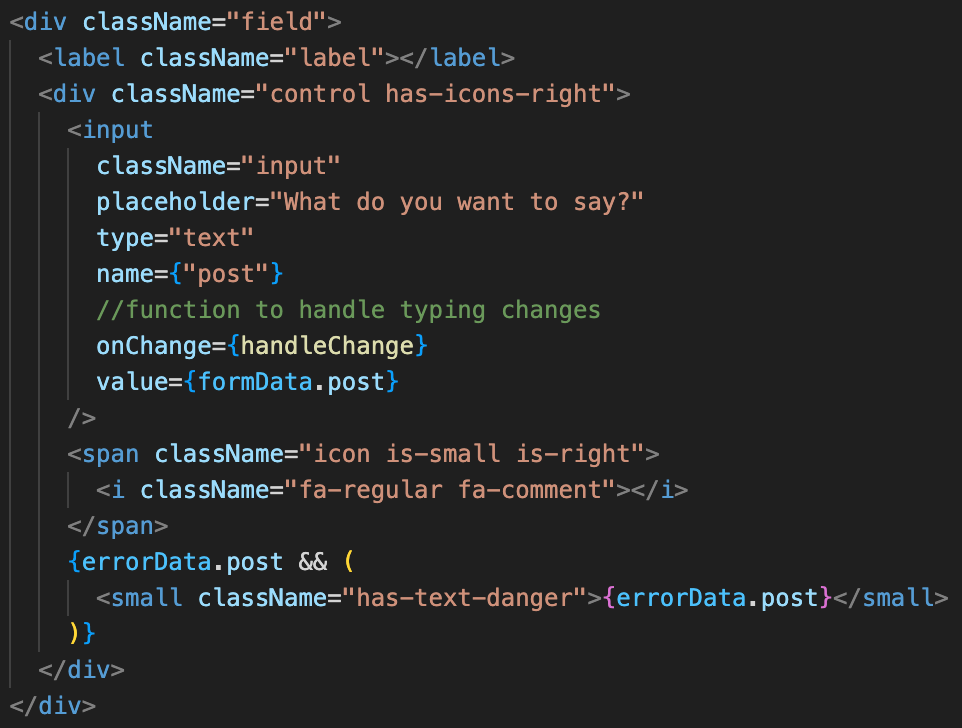 <div className="field">
  <label className="label"></label>
  <div className="control has-icons-right">
    <input
      className="input"
      placeholder="What do you want to say?"
      type="text"
      name={"post"}
      //function to handle typing changes
      onChange={handleChange}
      value={formData.post}
    />
    <span className="icon is-small is-right">
      <i className="fa-regular fa-comment"></i>
    </span>
    {errorData.post && (
      <small className="has-text-danger">{errorData.post}</small>
    )}
  </div>
</div>